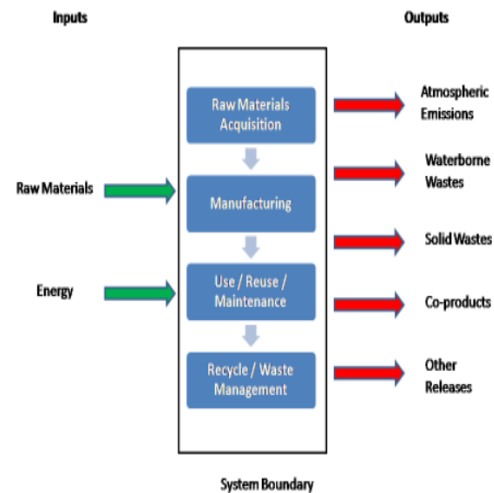 Inputs
Outputs
Raw Materials
Acquisition
Manufacturing
Use / Reuse /
Maintenance
Recycle / Waste
Management
Raw Materials
Energy
Atmospheric
Emissions
Waterborne
Wastes
Solid Wastes
Co-products
Other
Releases
System Boundary